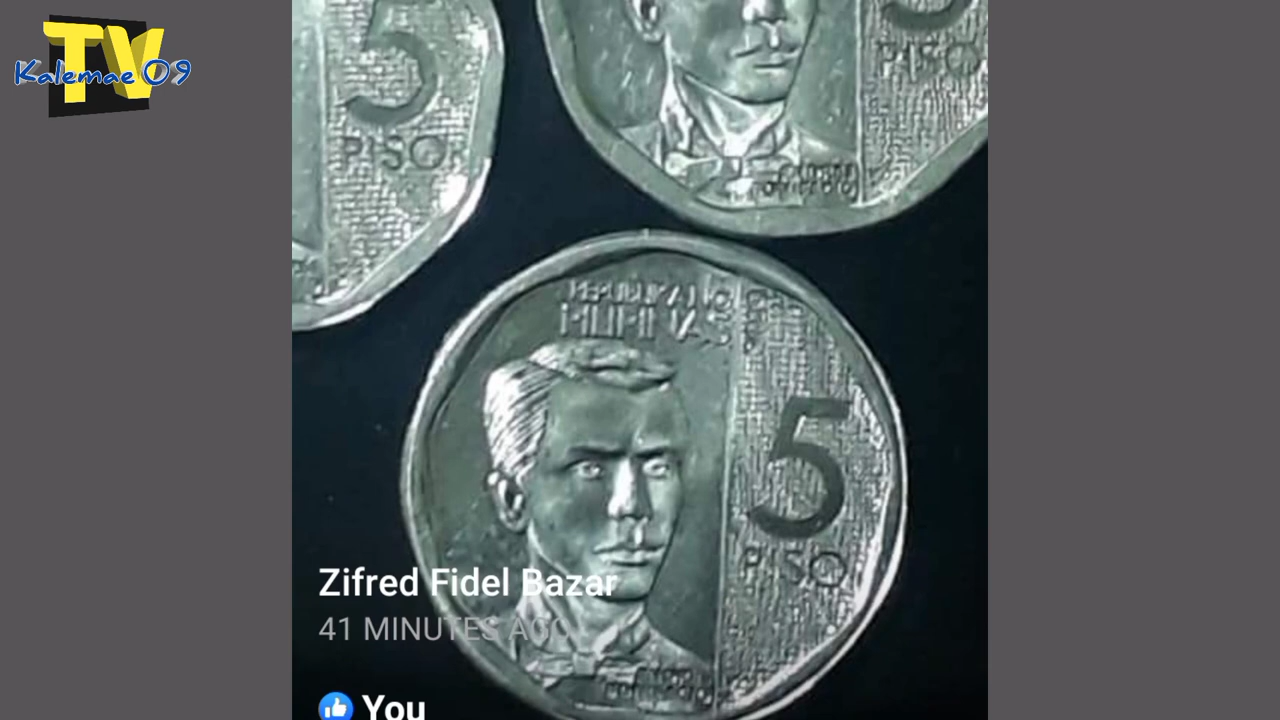 TV
Kalemae 09
5
PISO
5
PISO
REPUBLIKA NG
PILIPINAS
5
PISO
Zifred Fidel Bazar
41 MINUTES AGO
You